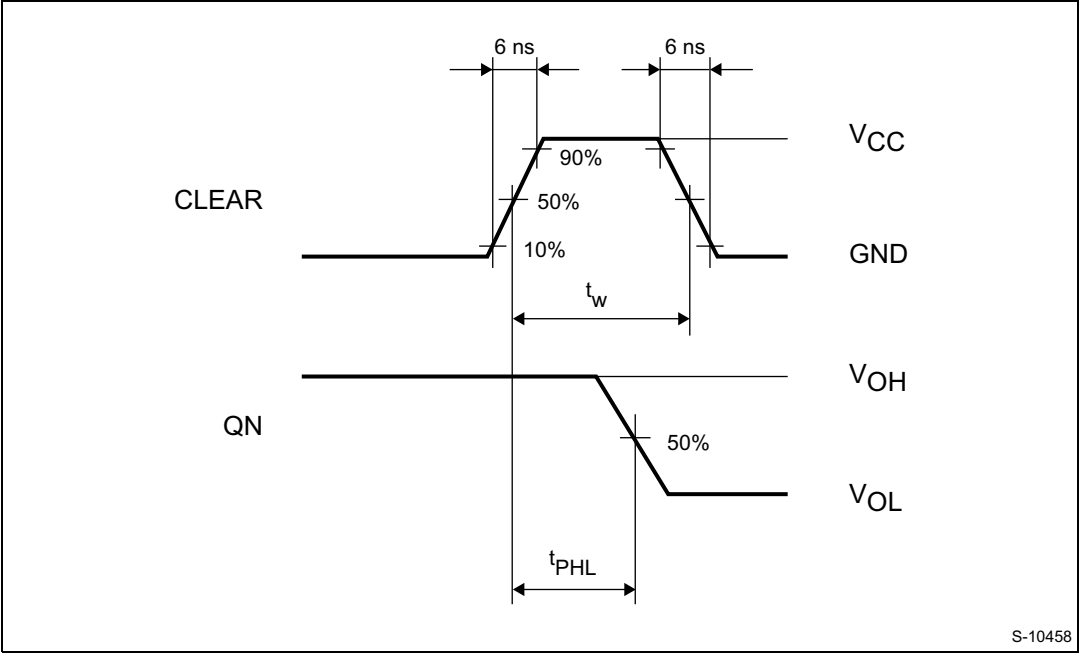 6 ns
6 ns
VCC
90%
CLEAR
50%
10%
GND
tw
VOH
QN
50%
VOL
tPHL
S-10458